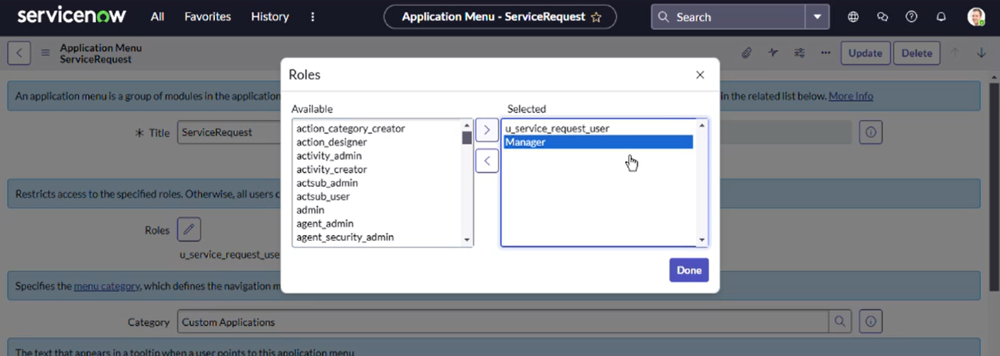 servicenow All Favorites History Application Menu - ServiceRequest Search
Application Menu
ServiceRequest
Update Delete
Roles
An application menu is a group of modules in the application
in the related list below. More Info
Available Selected
* Title ServiceRequest
action_category_creator
action_designer
activity_admin
activity_creator
actsub_admin
actsub_user
admin
agent_admin
agent_security_admin
u_service_request_user
Manager
Restricts access to the specified roles. Otherwise, all users c
Roles
u_service_request_use
Done
Specifies the menu category, which defines the navigation m
Category Custom Applications
The text that appears in a tooltip when a user points to this application menu